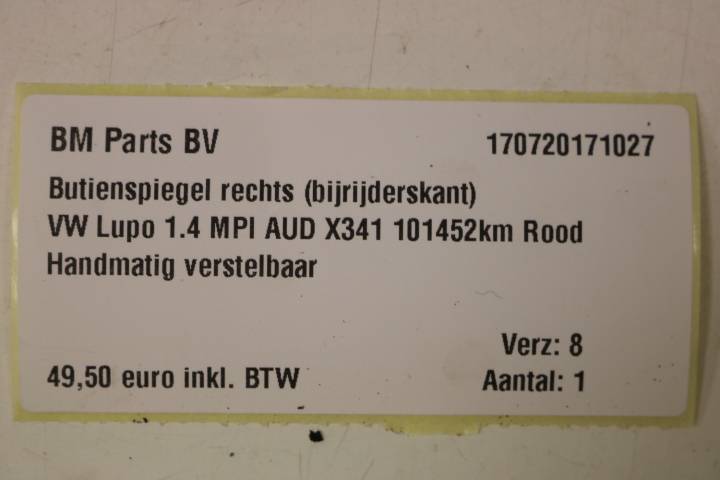 BM Parts BV 170720171027
Butienspiegel rechts (bijrijderskant)
VW Lupo 1.4 MPI AUD X341 101452km Rood
Handmatig verstelbaar
Verz: 8
49,50 euro inkl. BTW Aantal: 1